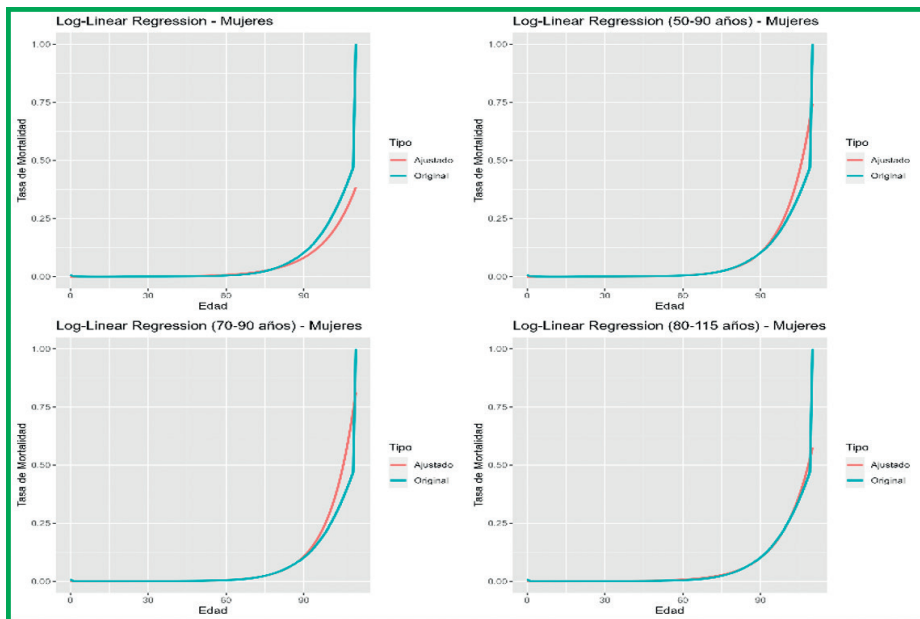 Log-Linear Regression - Mujeres
1.00
0.75
0.50
0.25
0.00
Tasa de Mortalidad
0
30
60
90
Edad
Tipo
Ajustado
Original
Log-Linear Regression (50-90 años) - Mujeres
1.00
0.75
0.50
0.25
0.00
Tasa de Mortalidad
0
30
60
90
Edad
Tipo
Ajustado
Original
Log-Linear Regression (70-90 años) - Mujeres
1.00
0.75
0.50
0.25
0.00
Tasa de Mortalidad
0
30
60
90
Edad
Tipo
Ajustado
Original
Log-Linear Regression (80-115 años) - Mujeres
1.00
0.75
0.50
0.25
0.00
Tasa de Mortalidad
0
30
60
90
Edad
Tipo
Ajustado
Original